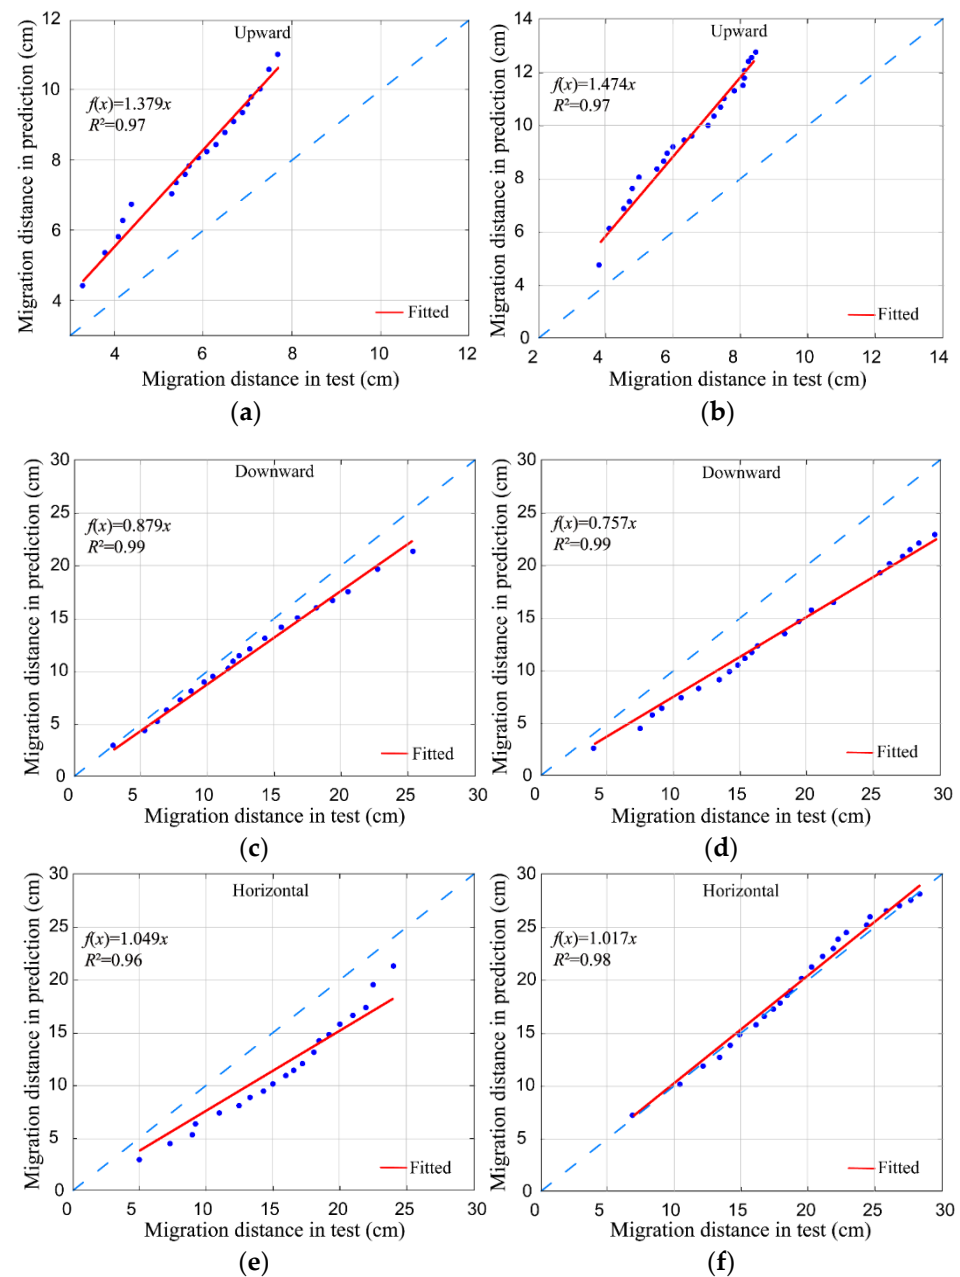 Migration distance in prediction (cm)
12
10
8
6
4
Upward
f(x)=1.379x
R²=0.97
Fitted
4
6
8
10
12
Migration distance in test (cm)
(a)
Migration distance in prediction (cm)
14
12
10
8
6
4
2
0
Upward
f(x)=1.474x
R²=0.97
Fitted
2
4
6
8
10
12
14
Migration distance in test (cm)
(b)
Migration distance in prediction (cm)
30
25
20
15
10
5
0
Downward
f(x)=0.879x
R²=0.99
Fitted
0
5
10
15
20
25
30
Migration distance in test (cm)
(c)
Migration distance in prediction (cm)
30
25
20
15
10
5
0
Downward
f(x)=0.757x
R²=0.99
Fitted
0
5
10
15
20
25
30
Migration distance in test (cm)
(d)
Migration distance in prediction (cm)
30
25
20
15
10
5
0
Horizontal
f(x)=1.049x
R²=0.96
Fitted
0
5
10
15
20
25
30
Migration distance in test (cm)
(e)
Migration distance in prediction (cm)
30
25
20
15
10
5
0
Horizontal
f(x)=1.017x
R²=0.98
Fitted
0
5
10
15
20
25
30
Migration distance in test (cm)
(f)